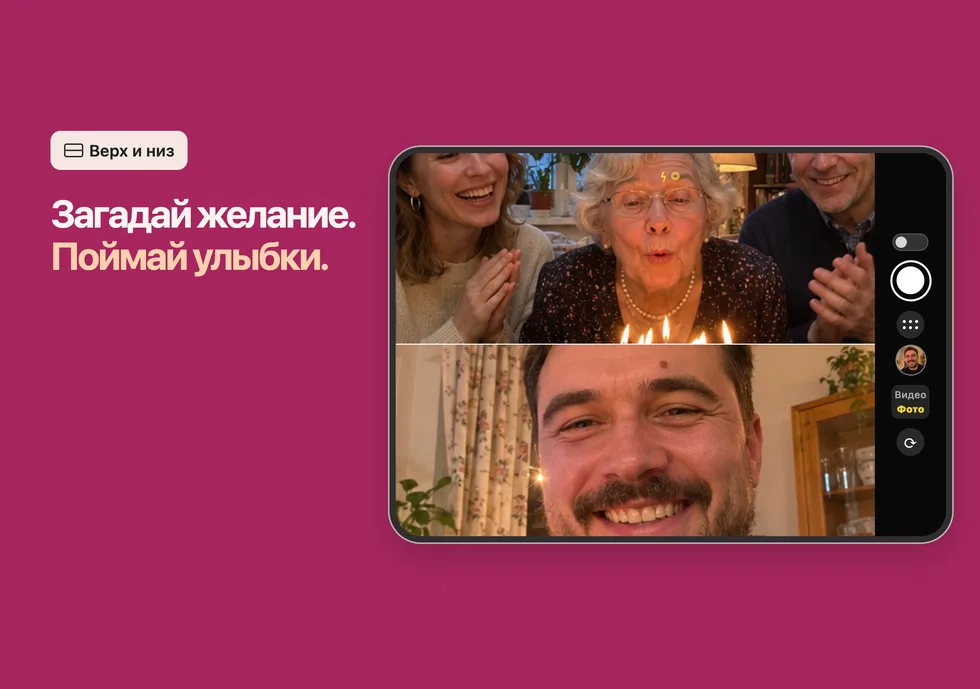 Верх и низ
Загадай желание.
Поймай улыбки.
Видео
Фото